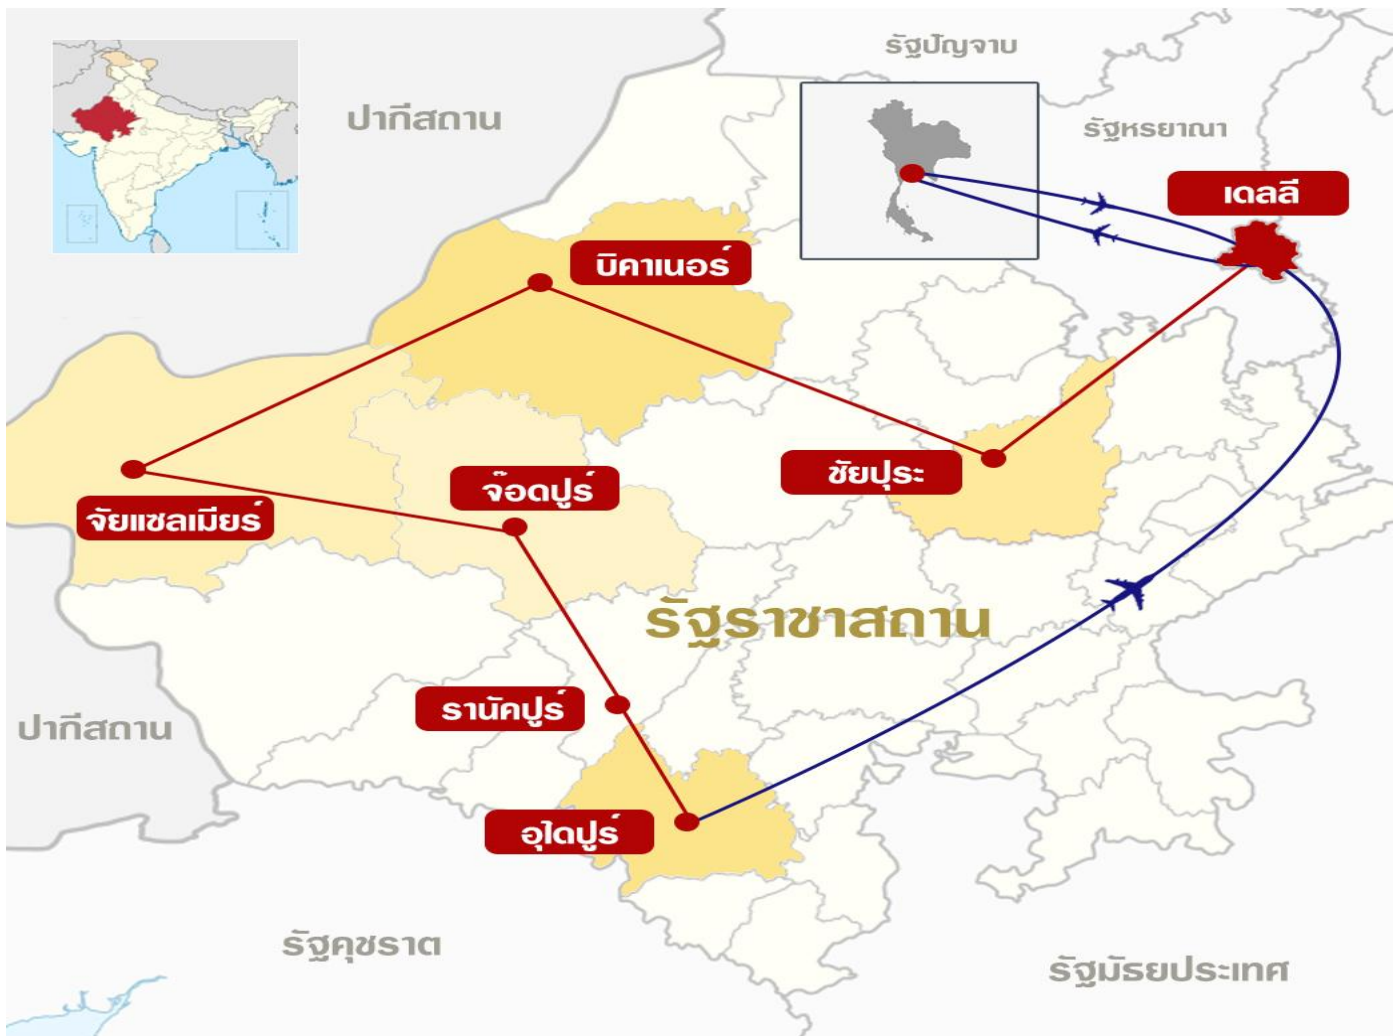 รัฐปัญจาบ
ปากีสถาน
รัฐหรยาณา
เดลลี
บิคาเนอร์
ชัยปุระ
จ๊อดปูร์
จัยแซลเมียร์
รัฐราชาสถาน
รานัคปูร์
ปากีสถาน
อุไดปูร์
รัฐคุชราต
รัฐมัธยประเทศ